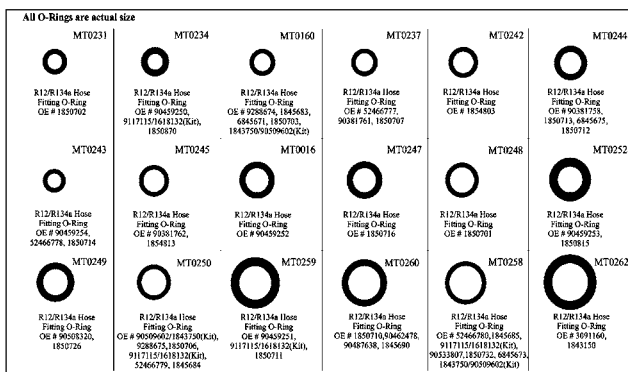 All O-Rings are actual size
MT0231
R12/R134a Hose
Fitting O-Ring
OE # 1850702
MT0234
R12/R134a Hose
Fitting O-Ring
OE # 90459250,
9117115/1618132(Kit),
1850870
MT0160
R12/R134a Hose
Fitting O-Ring
OE # 9288674, 1845683,
6845671, 1850703,
1843750/90509602(Kit)
MT0237
R12/R134a Hose
Fitting O-Ring
OE # 52466777,
90381761, 1850707
MT0242
R12/R134a Hose
Fitting O-Ring
OE # 1854803
MT0244
R12/R134a Hose
Fitting O-Ring
OE # 90381758,
1850713, 6845675,
1850712
MT0243
R12/R134a Hose
Fitting O-Ring
OE # 90459254,
52466778, 1850714
MT0245
R12/R134a Hose
Fitting O-Ring
OE # 90381762,
1854813
MT0016
R12/R134a Hose
Fitting O-Ring
OE # 90459252
MT0247
R12/R134a Hose
Fitting O-Ring
OE # 1850716
MT0248
R12/R134a Hose
Fitting O-Ring
OE # 1850701
MT0252
R12/R134a Hose
Fitting O-Ring
OE # 90459253,
1850815
MT0249
R12/R134a Hose
Fitting O-Ring
OE # 90508320,
1850726
MT0250
R12/R134a Hose
Fitting O-Ring
OE # 90509602/1843750(Kit),
9288675,1850706,
9117115/1618132(Kit),
52466779, 1845684
MT0259
R12/R134a Hose
Fitting O-Ring
OE # 90459251,
9117115/1618132(Kit),
1850711
MT0260
R12/R134a Hose
Fitting O-Ring
OE # 1850710,90462478,
90487638, 1845690
MT0258
R12/R134a Hose
Fitting O-Ring
OE # 52466780,1845685,
9117115/1618132(Kit),
90533807,1850732, 6845673,
1843750/90509602(Kit)
MT0262
R12/R134a Hose
Fitting O-Ring
OE # 3091160,
1843150